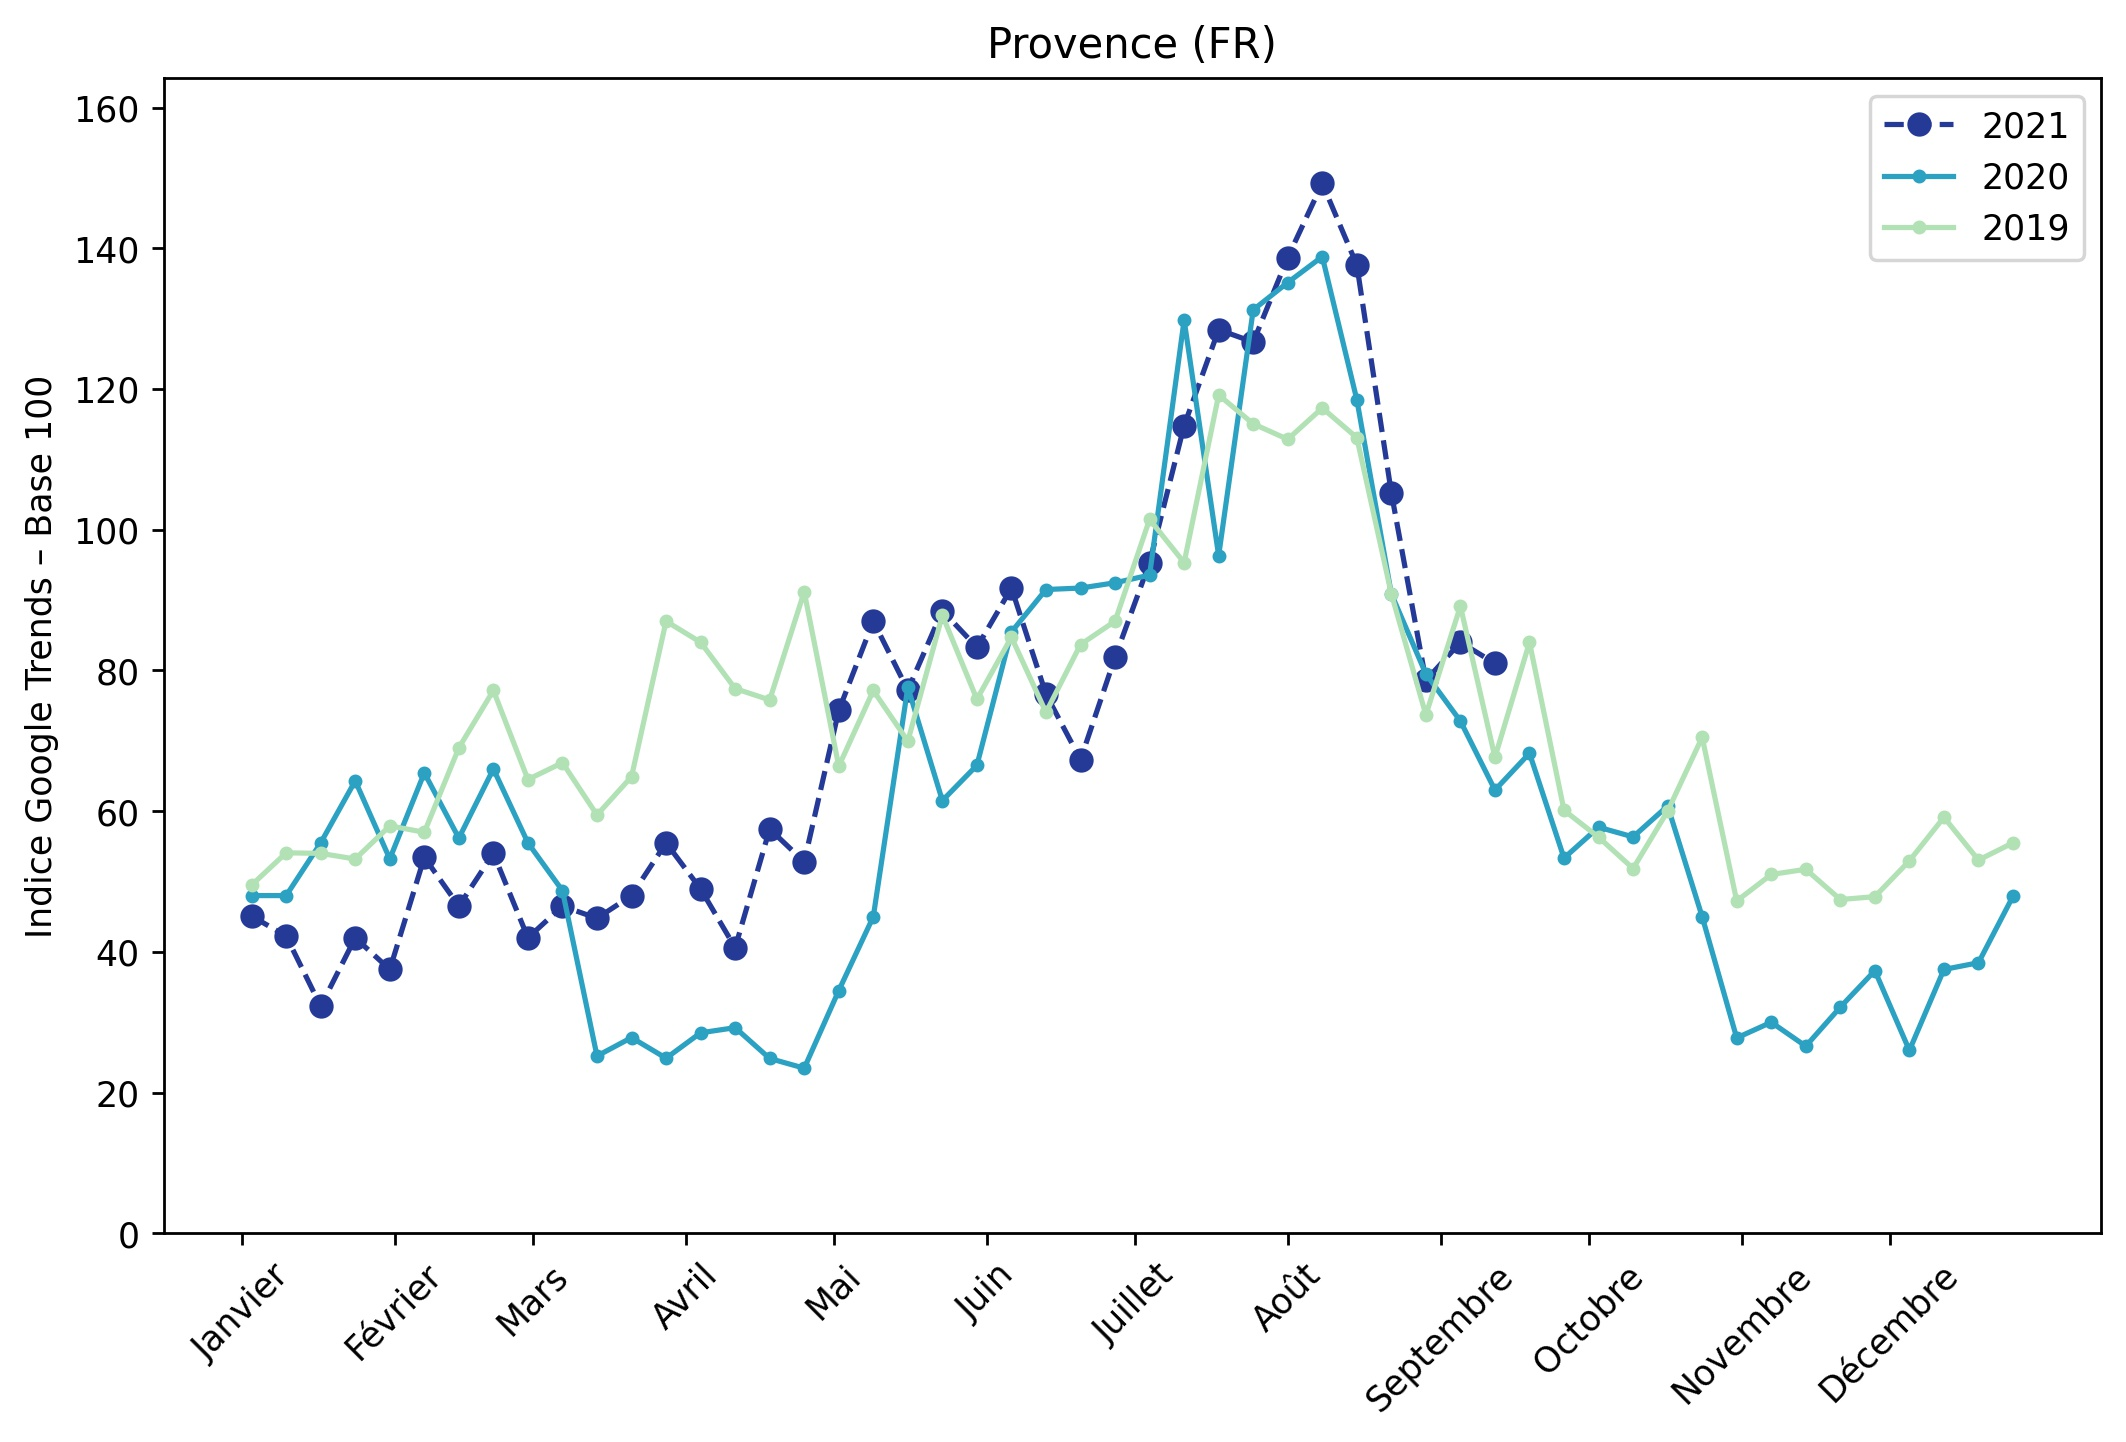 Provence (FR)
Indice Google Trends – Base 100
160
140
120
100
80
60
40
20
0
2021
2020
2019
Janvier
Février
Mars
Avril
Mai
Juin
Juillet
Août
Septembre
Octobre
Novembre
Décembre